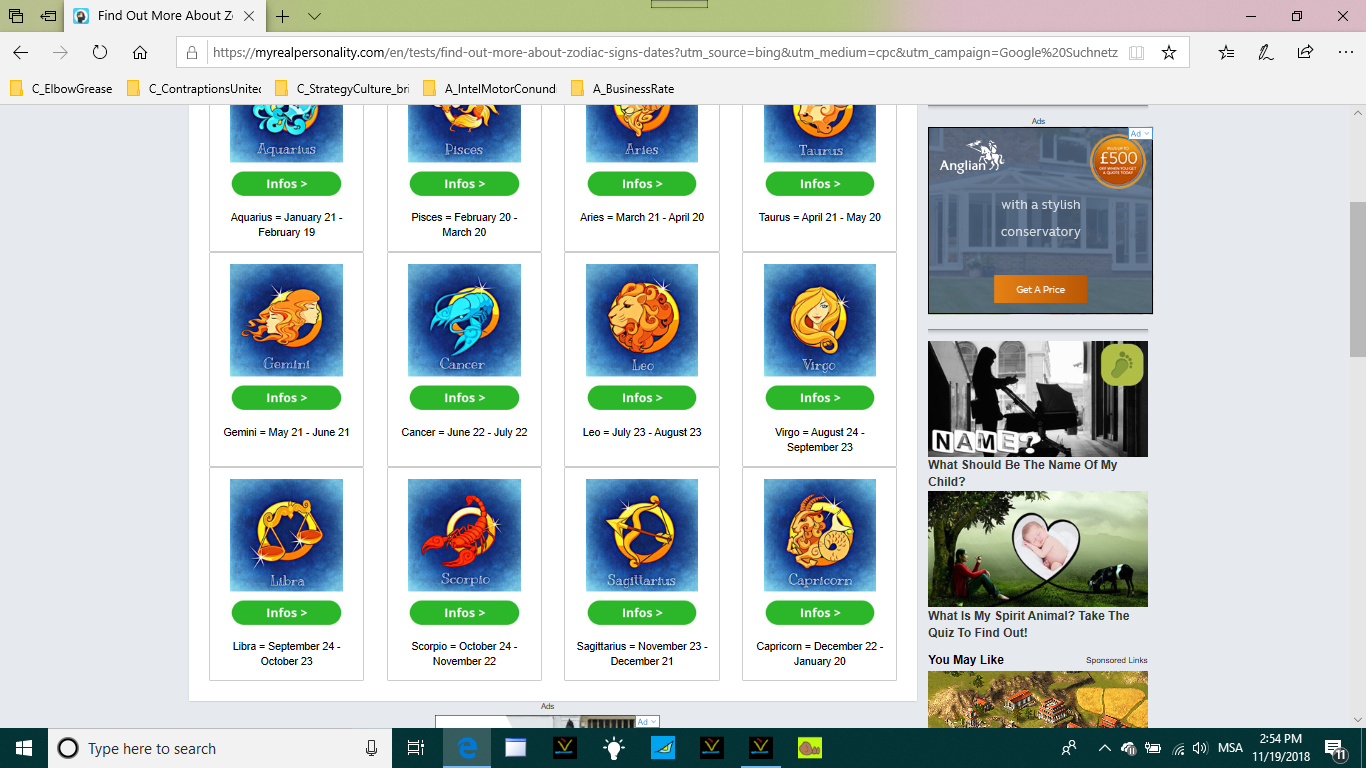 Find Out More About Zo
https://myrealpersonality.com/en/tests/find-out-more-about-zodiac-signs-dates?utm_source=bing&utm_medium=cpc&utm_campaign=Google%20Suchnetz
C_ElbowGrease
C_ContraptionsUnited
C_StrategyCulture_bri
A_IntelMotorConund
A_BusinessRate
Aquarius
Pisces
Aries
Taurus
Infos >
Infos >
Infos >
Infos >
Aquarius = January 21 -
February 19
Pisces = February 20 -
March 20
Aries = March 21 - April 20
Taurus = April 21 - May 20
Gemini
Cancer
Leo
Virgo
Infos >
Infos >
Infos >
Infos >
Gemini = May 21 - June 21
Cancer = June 22 - July 22
Leo = July 23 - August 23
Virgo = August 24 -
September 23
Libra
Scorpio
Sagittarius
Capricorn
Infos >
Infos >
Infos >
Infos >
Libra = September 24 -
October 23
Scorpio = October 24 -
November 22
Sagittarius = November 23 -
December 21
Capricorn = December 22 -
January 20
Ads
Ad
Ads
Ad
Anglian
£500
OFF WHEN YOU GET
A QUOTE TODAY
with a stylish
conservatory
Get A Price
NAME?
What Should Be The Name Of My
Child?
What Is My Spirit Animal? Take The
Quiz To Find Out!
You May Like
Sponsored Links
Type here to search
MSA
2:54 PM
11/19/2018
11